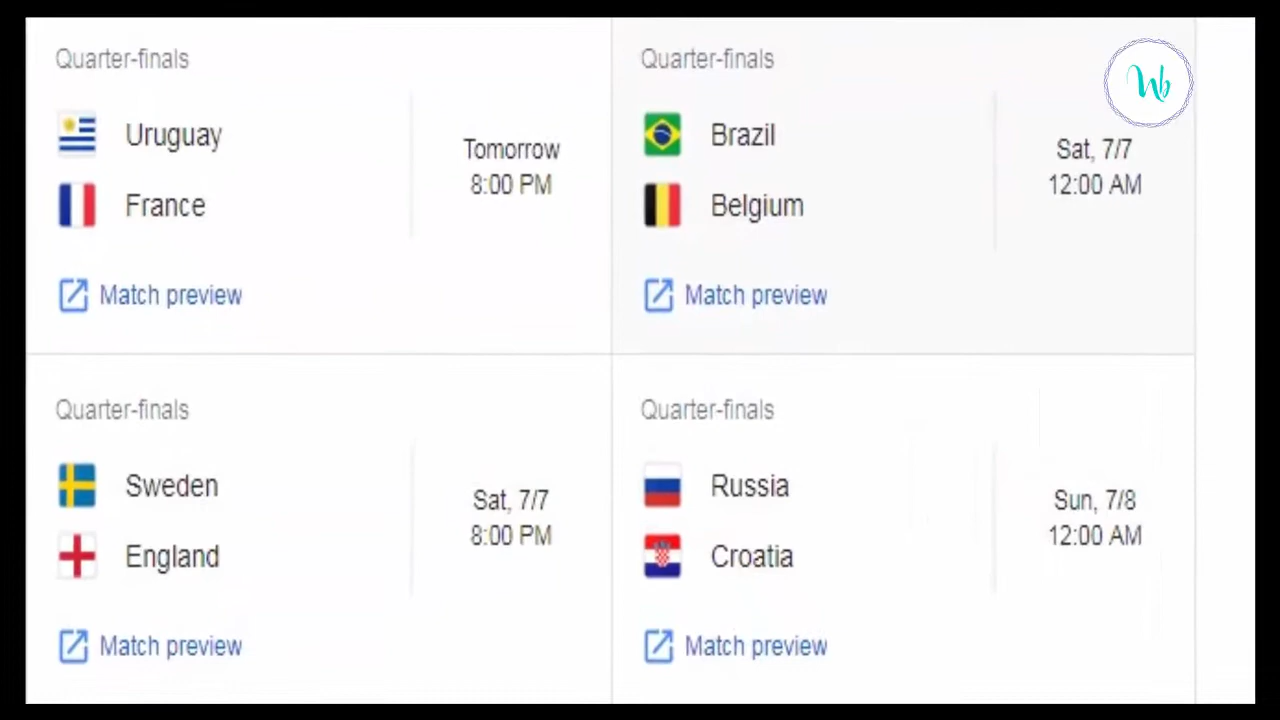 Quarter-finals
Uruguay
France
Tomorrow
8:00 PM
Match preview
Quarter-finals
Brazil
Belgium
Sat, 7/7
12:00 AM
Match preview
Wb
Quarter-finals
Sweden
England
Sat, 7/7
8:00 PM
Match preview
Quarter-finals
Russia
Croatia
Sun, 7/8
12:00 AM
Match preview